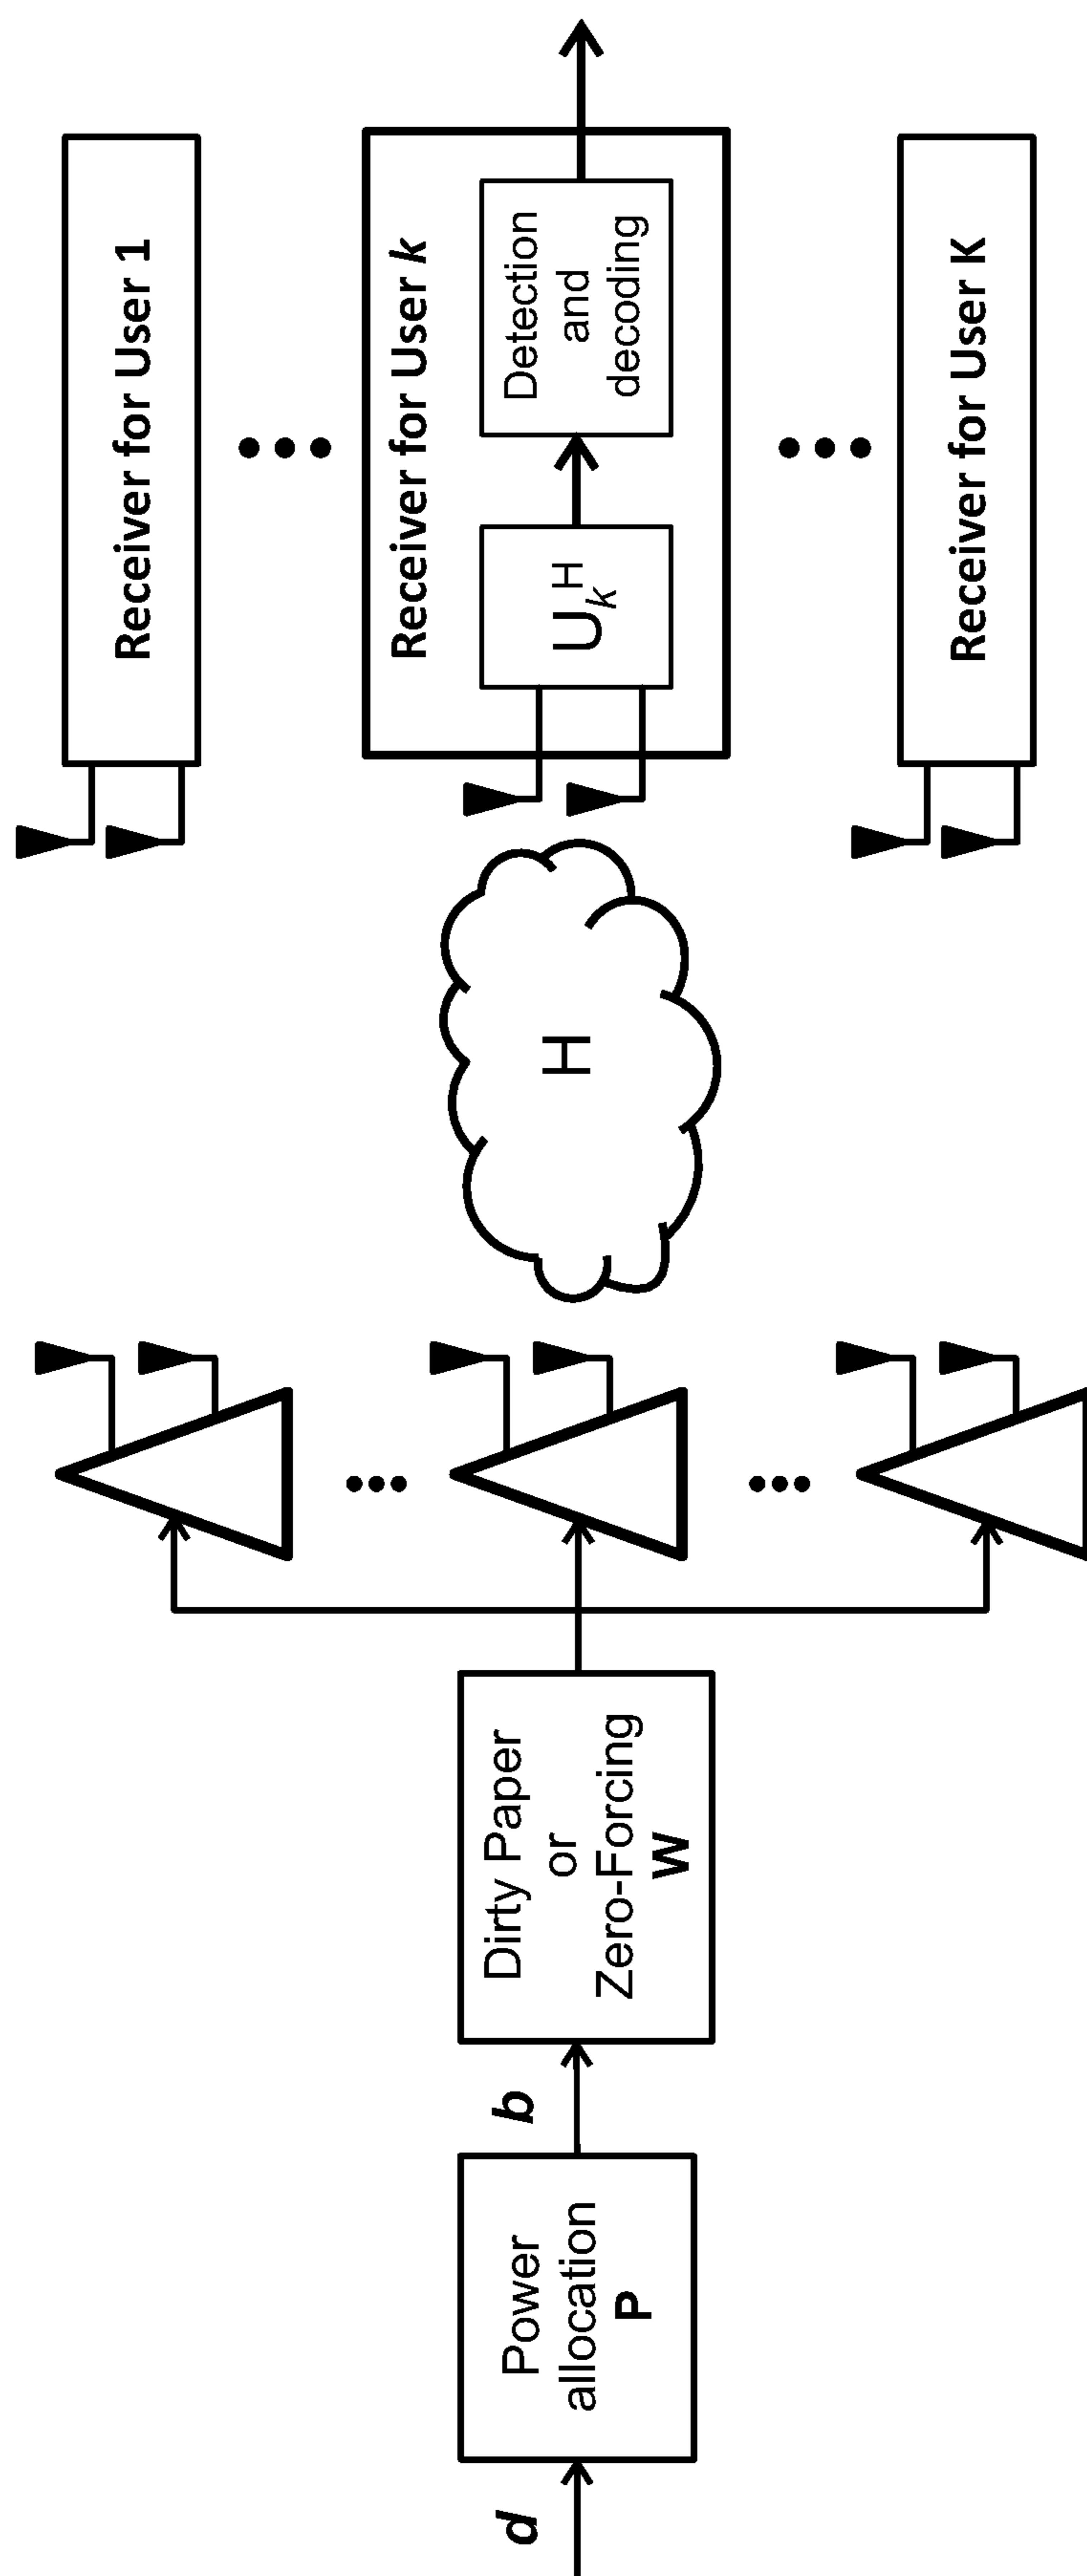 d
Power
allocation
P
b
Dirty Paper
or
Zero-Forcing
W
H
Receiver for User 1
Receiver for User k
U_k^H
Detection
and
decoding
Receiver for User K